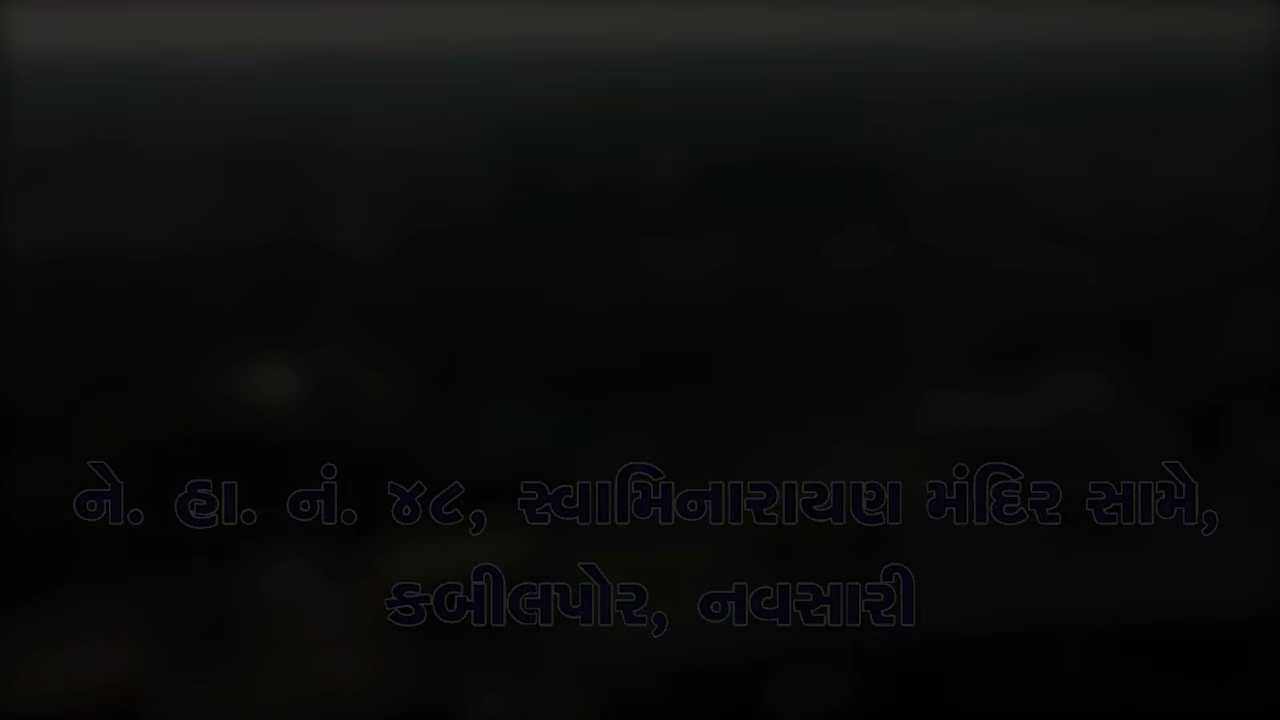 ને. હા. નં. ૪૮, સ્વામિનારાયણ મંદિર સામે,
કબીલપોર, નવસારી